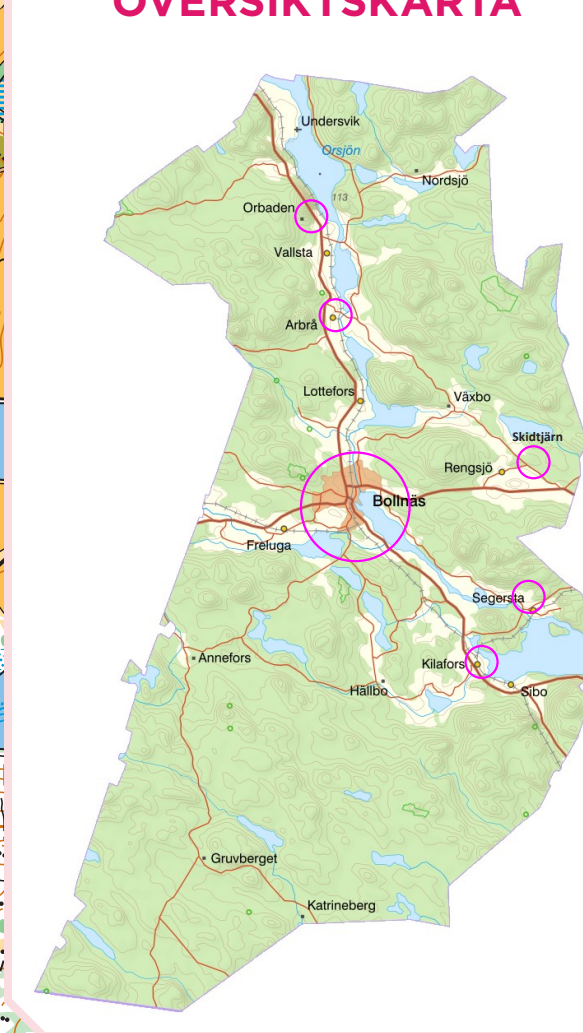 ÖVERSIKTSKARTA
Undersvik
Orsjön
Nordsjö
113
Orbaden
Vallsta
Arbrå
Lottefors
Växbo
Skidtjärn
Rengsjö
Bollnäs
Freluga
Segersta
Annefors
Kilafors
Hällbo
Sibo
Gruvberget
Katrineberg